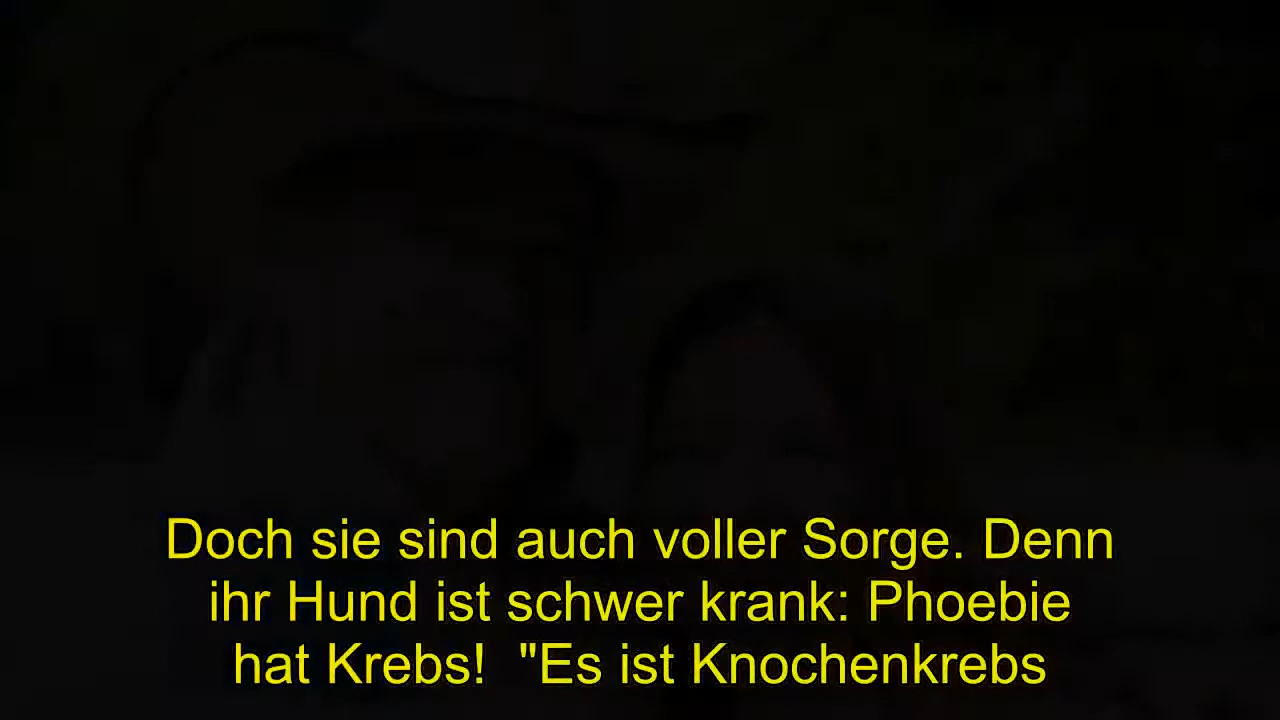 Doch sie sind auch voller Sorge. Denn
ihr Hund ist schwer krank: Phoebie
hat Krebs!  "Es ist Knochenkrebs